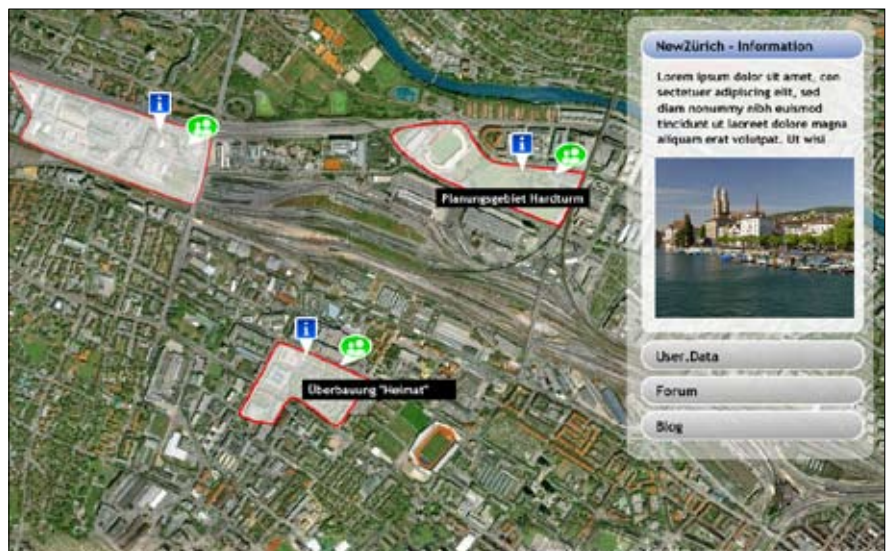 NewZürich - Information
Lorem ipsum dolor sit amet, con
sectetuer adipiscing elit, sed
diam nonummy nibh euismod
tincidunt ut laoreet dolore magna
aliquam erat volutpat. Ut wisi
i
i
Planungsgebiet Hardturm
i
Überbauung "Heimat"
User.Data
Forum
Blog